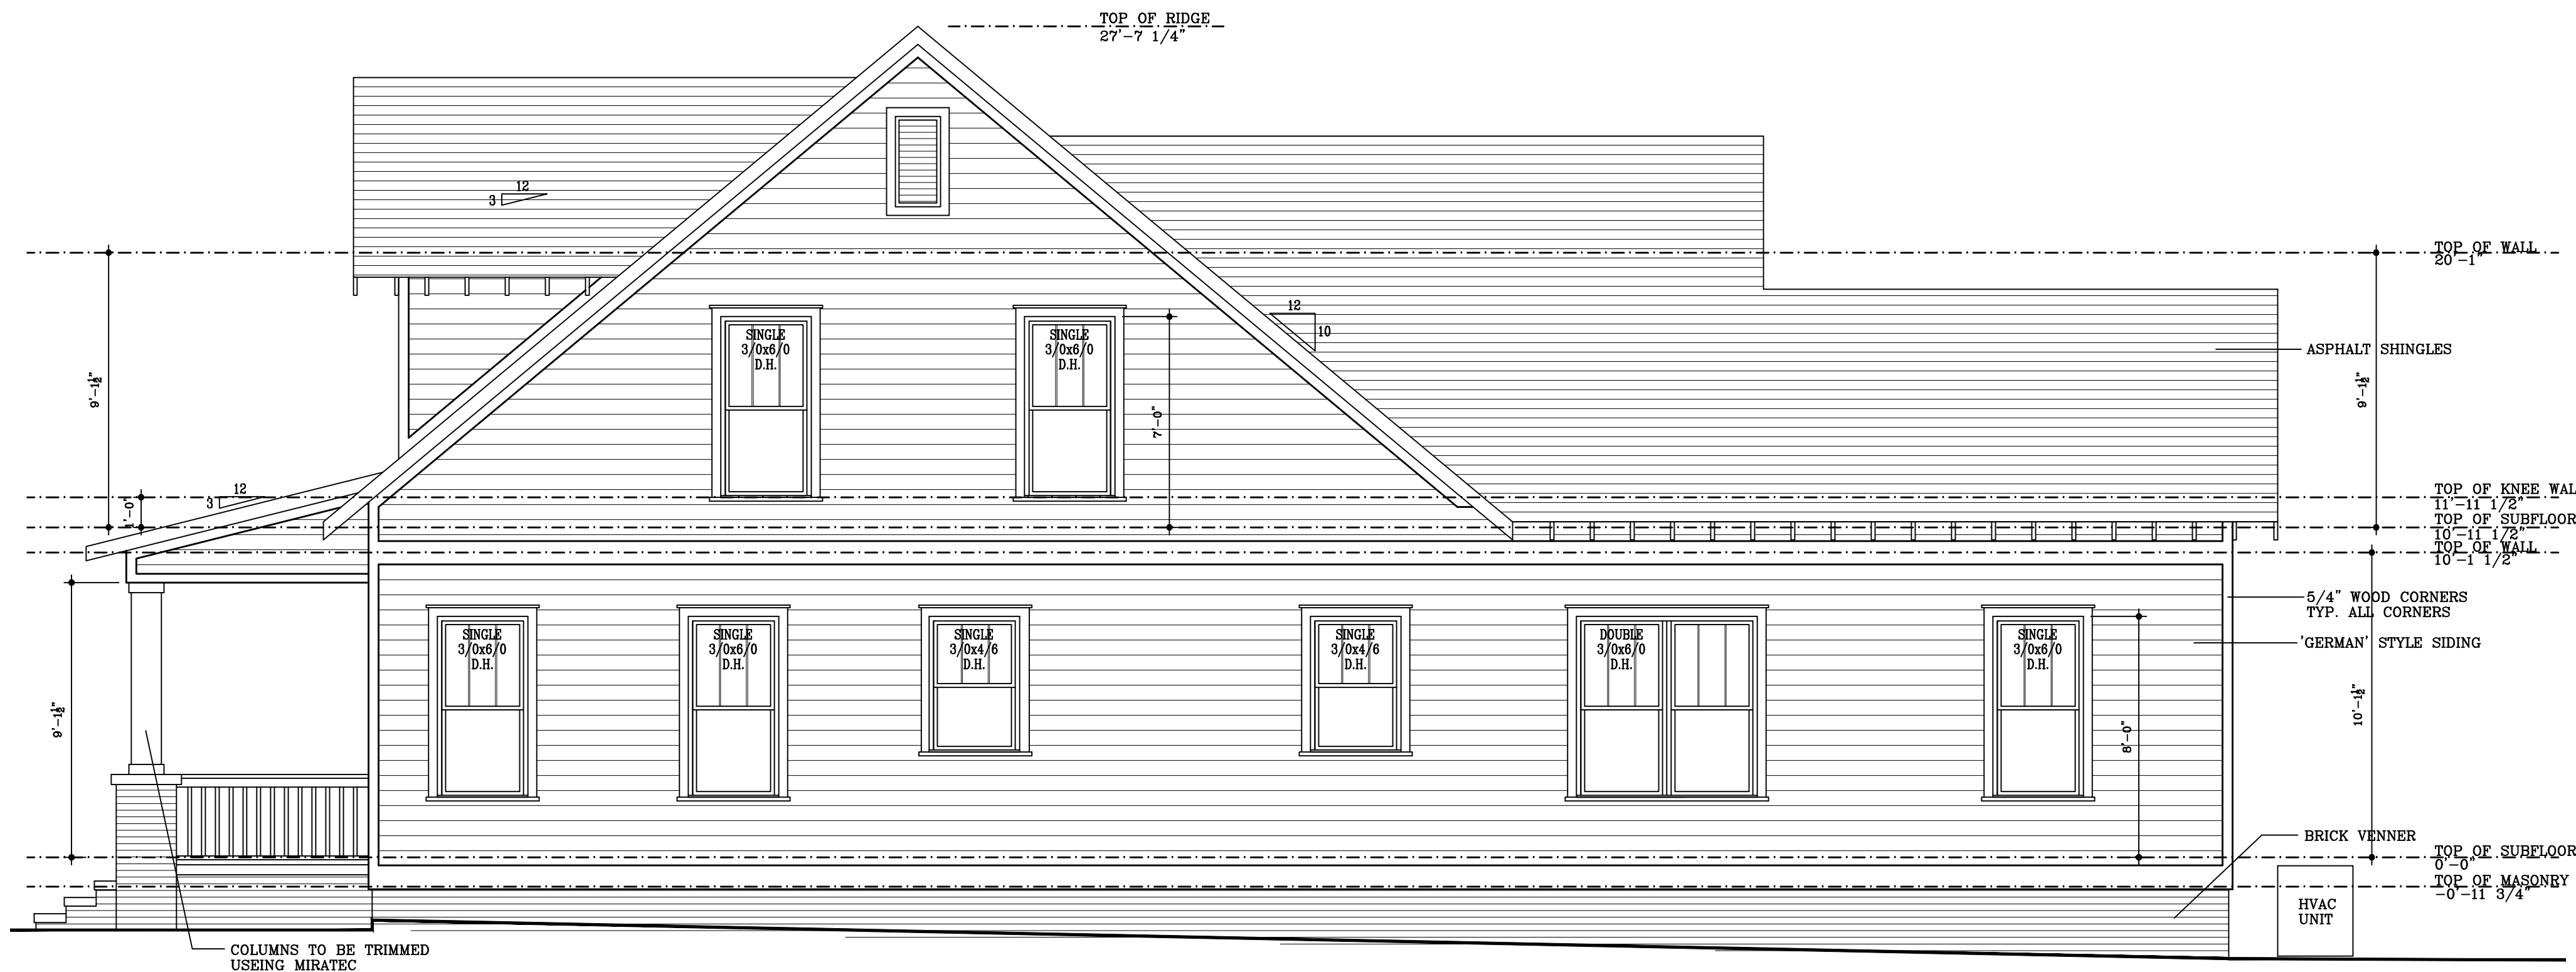 TOP OF RIDGE
27'-7 1/4"
12
3
TOP OF WALL
20'-1"
12
10
SINGLE
3/0x6/0
D.H.
SINGLE
3/0x6/0
D.H.
ASPHALT SHINGLES
9'-1½"
7'-0"
9'-1½"
12
3
1'-0"
TOP OF KNEE WAL
11'-11 1/2"
TOP OF SUBFLOOR
10'-11 1/2"
TOP OF WALL
10'-1 1/2"
5/4" WOOD CORNERS
TYP. ALL CORNERS
SINGLE
3/0x6/0
D.H.
SINGLE
3/0x6/0
D.H.
SINGLE
3/0x4/6
D.H.
SINGLE
3/0x4/6
D.H.
DOUBLE
3/0x6/0
D.H.
SINGLE
3/0x6/0
D.H.
'GERMAN' STYLE SIDING
9'-1½"
8'-0"
10'-1½"
BRICK VENNER
TOP OF SUBFLOOR
0'-0"
TOP OF MASONRY
-0'-11 3/4"
HVAC
UNIT
COLUMNS TO BE TRIMMED
USEING MIRATEC